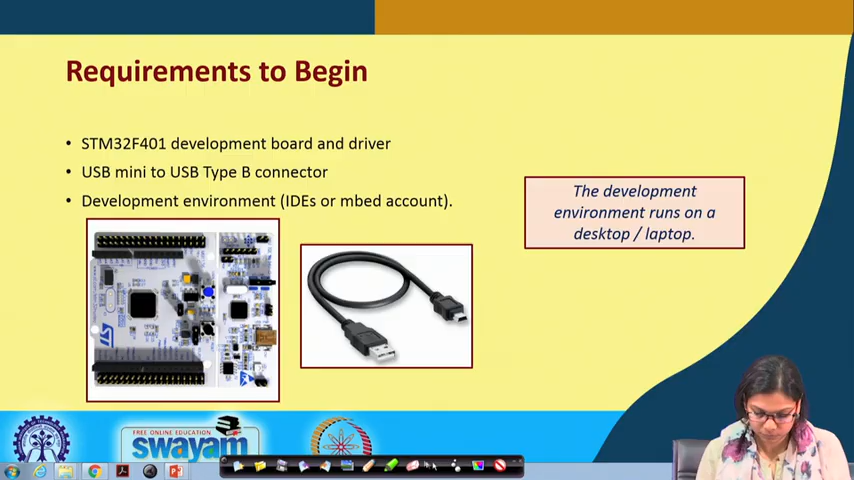 Requirements to Begin
• STM32F401 development board and driver
• USB mini to USB Type B connector
• Development environment (IDEs or mbed account).
The development
environment runs on a
desktop / laptop.
FREE ONLINE EDUCATION
swayam